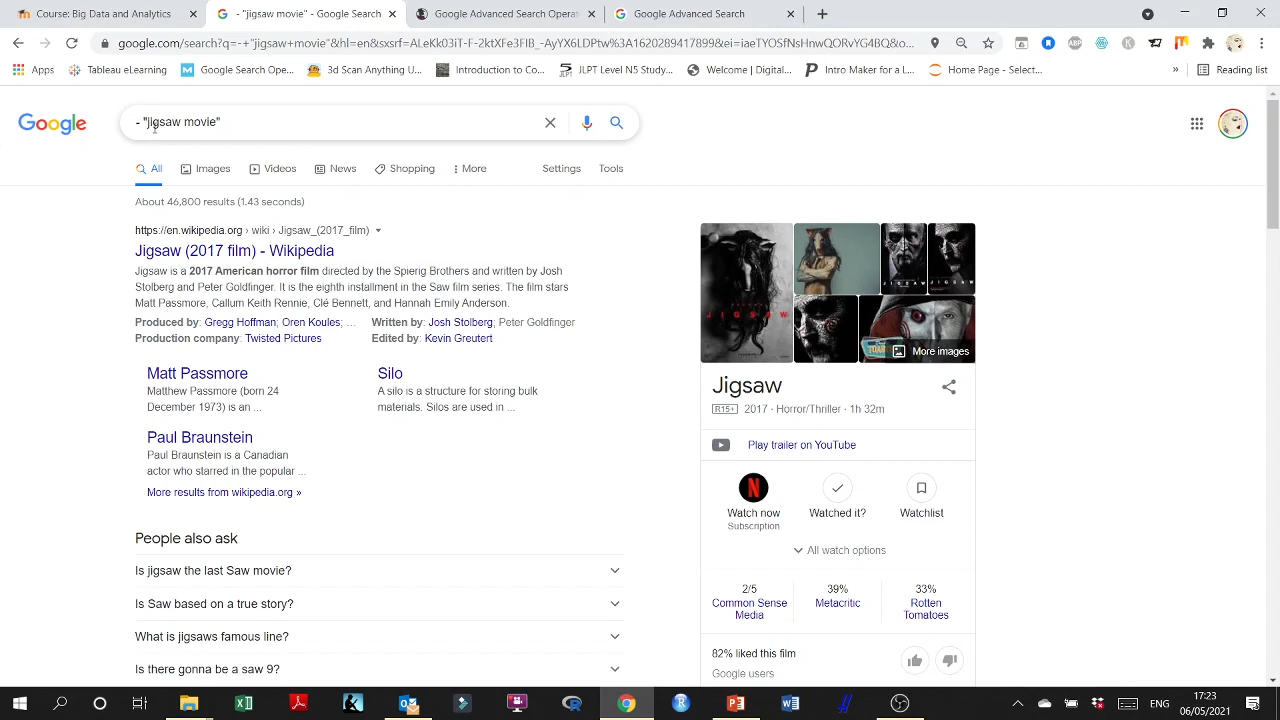 Course: Big Data and Analytics
- "jigsaw movie" - Google Search
Google Advanced Search Operat
Google Advanced Search
google.com/search?q=-+"jigsaw+movie"&hl=en&sxsrf=ALeKk03T-F-JktXFe3FIB_-AyYX6LDPtw%3A1620289417899&ei=iaeTYOSfNsHnwQORvYG4BQ&o...
Apps
Tableau eLearning
Google Search Ope...
3d Scan Anything U...
Introduction to Co...
JLPT Level N5 Study...
Welcome | Digital...
Intro Maker for a L...
Home Page - Select...
»
Reading list
Google
- "jigsaw movie"
All
Images
Videos
News
Shopping
More
Settings
Tools
About 46,800 results (1.43 seconds)
https://en.wikipedia.org › wiki › Jigsaw_(2017_film)
Jigsaw (2017 film) - Wikipedia
Jigsaw is a 2017 American horror film directed by the Spierig Brothers and written by Josh
Stolberg and Peter Goldfinger. It is the eighth installment in the Saw film series. The film stars
Matt Passmore, Callum Keith Rennie, Clé Bennett, and Hannah Emily Anderson.
Produced by: Gregg Hoffman; Oren Koules; ...
Written by: Josh Stolberg; Peter Goldfinger
Production company: Twisted Pictures
Edited by: Kevin Greutert
Matt Passmore
Matthew Passmore (born 24
December 1973) is an ...
Silo
A silo is a structure for storing bulk
materials. Silos are used in ...
Paul Braunstein
Paul Braunstein is a Canadian
actor who starred in the popular ...
More results from wikipedia.org »
People also ask
Is jigsaw the last Saw movie?
Is Saw based on a true story?
What is jigsaws famous line?
Is there gonna be a saw 9?
JIGSAW
JIGSAW
JIGSAW
More images
Jigsaw
R15+ 2017 · Horror/Thriller · 1h 32m
Play trailer on YouTube
Watch now
Subscription
Watched it?
Watchlist
All watch options
2/5
Common Sense
Media
39%
Metacritic
33%
Rotten
Tomatoes
82% liked this film
Google users
ENG
17:23
06/05/2021